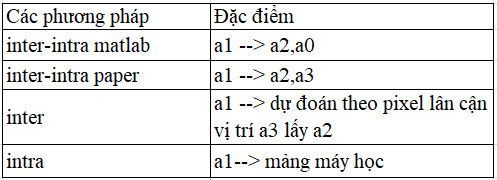 Các phương pháp Đặc điểm
inter-intra matlab a1 --> a2,a0
inter-intra paper a1 --> a2,a3
inter a1 --> dự đoán theo pixel lân cận
vị trí a3 lấy a2
intra a1--> mảng máy học